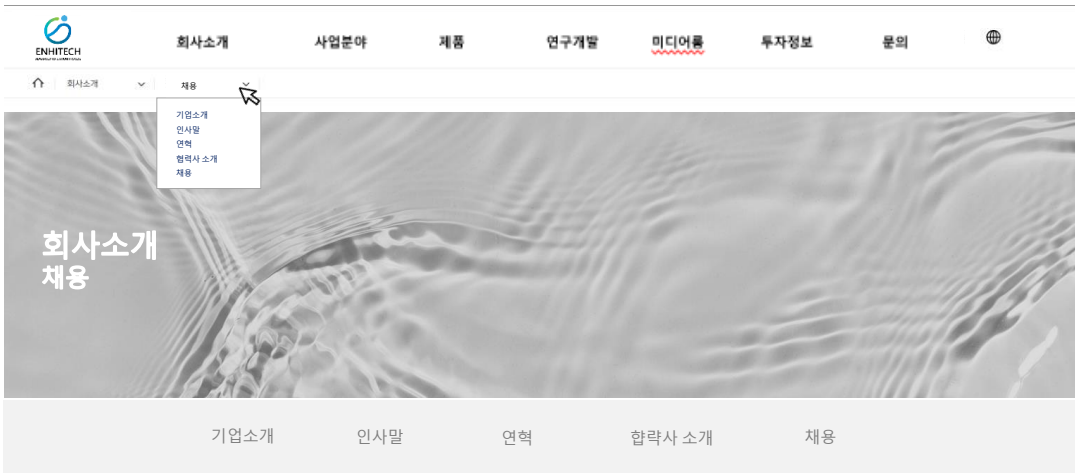 ENHITECH
회사소개 사업분야 제품 연구개발 미디어룸 투자정보 문의
회사소개 채용
기업소개
인사말
연혁
협력사 소개
채용
회사소개
채용
기업소개 인사말 연혁 햡략사 소개 채용